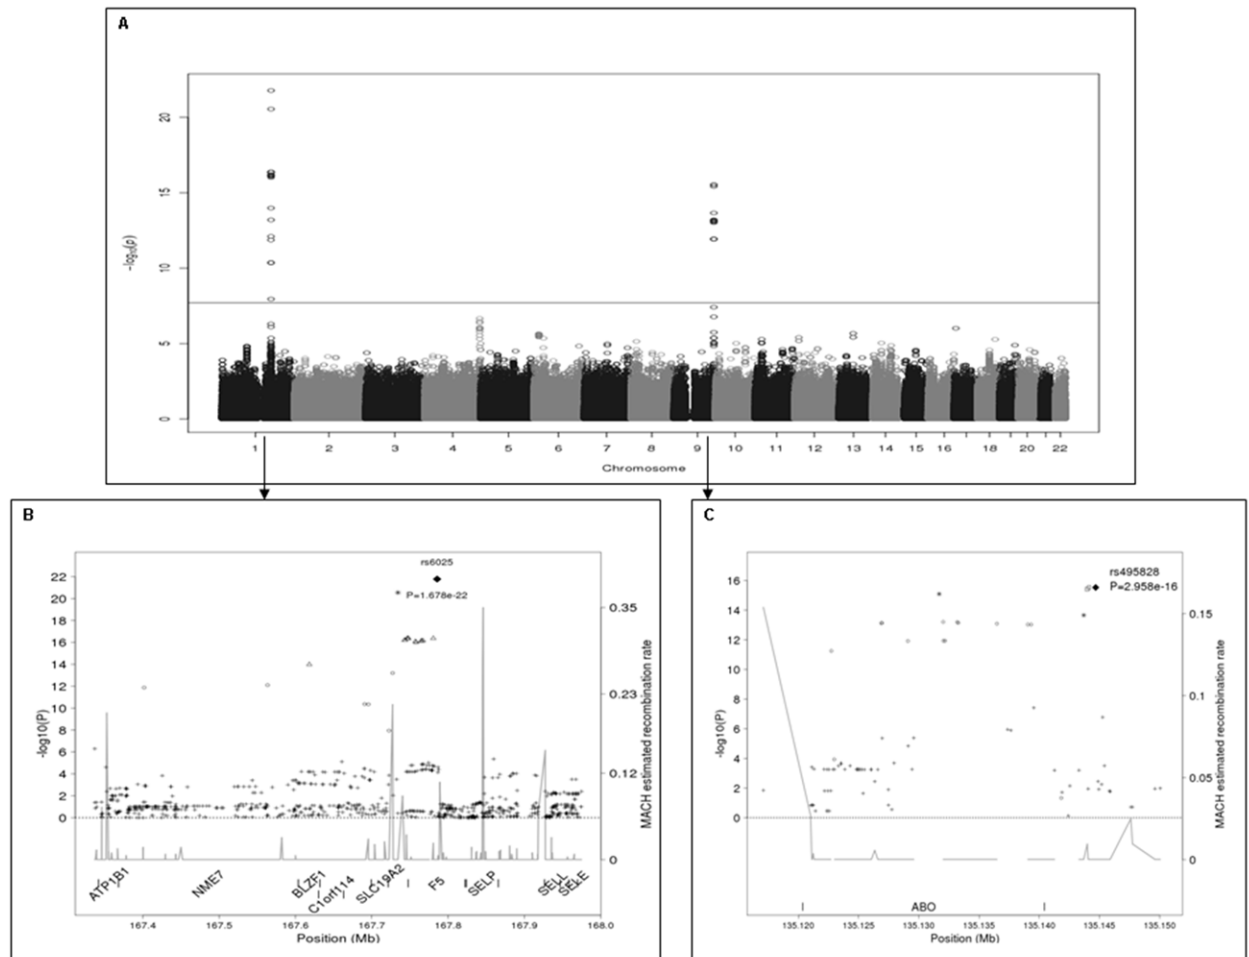 A
20
15
10
5
0
-log10(p)
1 2 3 4 5 6 7 8 9 10 11 12 13 14 15 16 17 18 20 22
Chromosome
B
rs6025
P=1.678e-22
22
20
18
16
14
12
10
8
6
4
2
0
-log10(P)
0.35
0.23
0.12
0
MACH estimated recombination rate
ATP1B1 NME7 BLZF1 C1orf114 SLC19A2 F5 SELP SELL SELE
167.4 167.5 167.6 167.7 167.8 167.9 168.0
Position (Mb)
C
rs495828
P=2.958e-16
16
14
12
10
8
6
4
2
0
-log10(P)
0.15
0.1
0.05
0
MACH estimated recombination rate
ABO
135.120 135.125 135.130 135.135 135.140 135.145 135.150
Position (Mb)